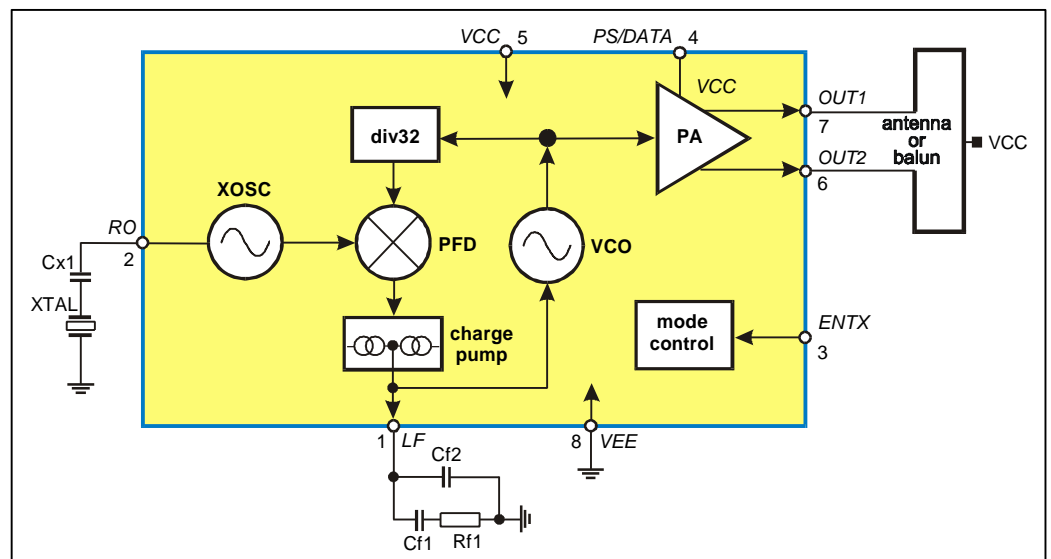 VCC 5
PS/DATA 4
VCC
OUT1
7
antenna
or
balun
VCC
OUT2
6
div32
PA
XOSC
RO
2
PFD
VCO
Cx1
XTAL
mode
control
ENTX
3
charge
pump
1 LF
8 VEE
Cf2
Cf1 Rf1